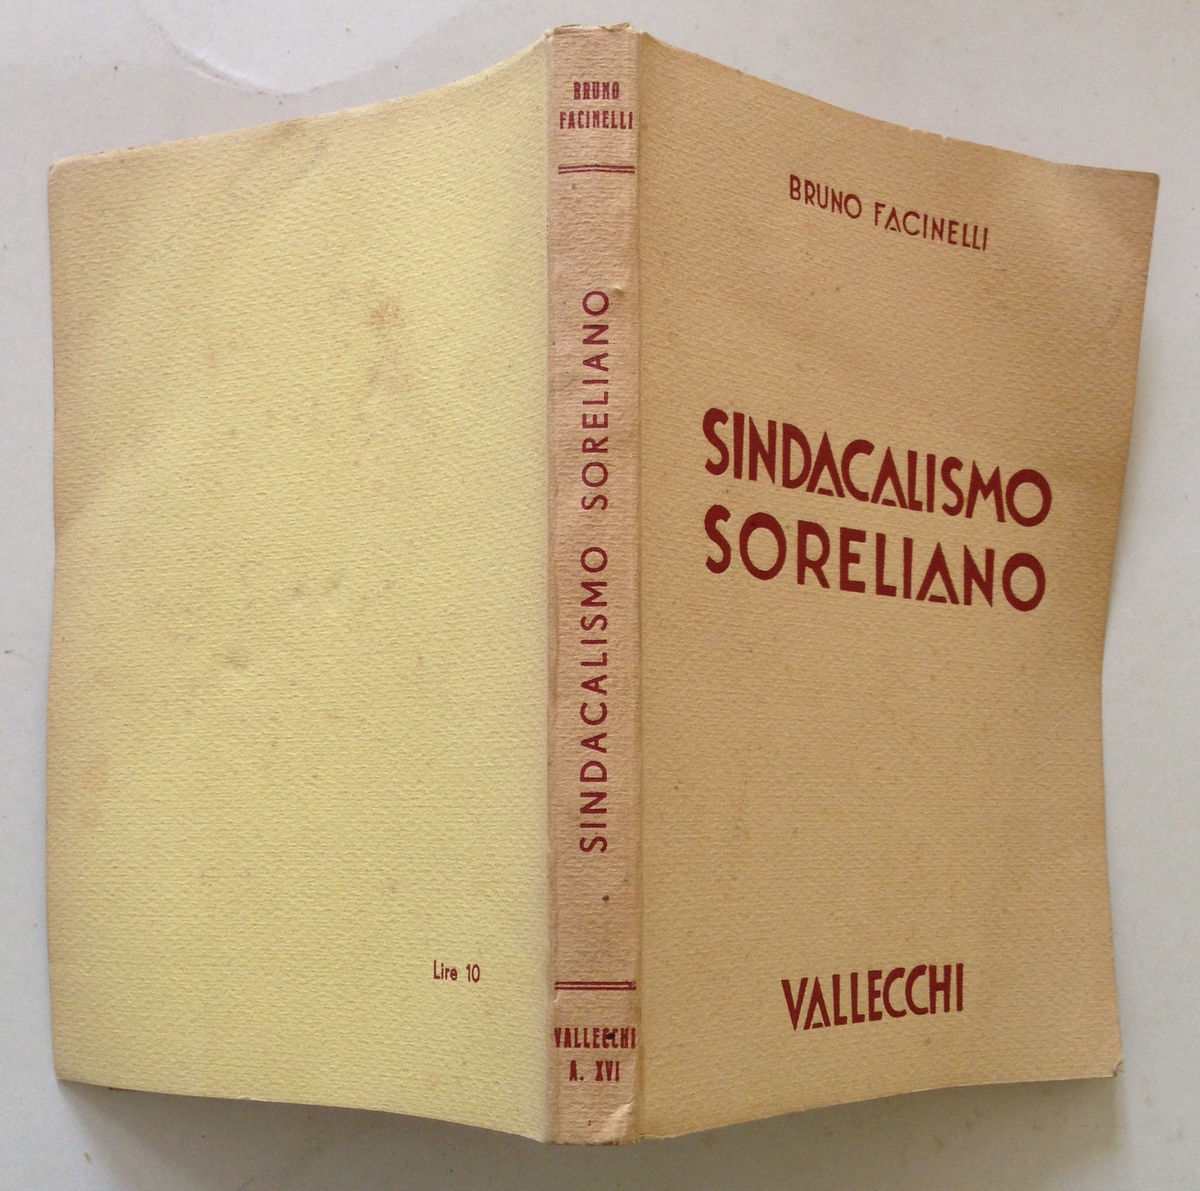 Lire 10
BRUNO
FACINELLI
SINDACALISMO SORELIANO
VALLECCHI
A. XVI
BRUNO FACINELLI
SINDACALISMO
SORELIANO
VALLECCHI